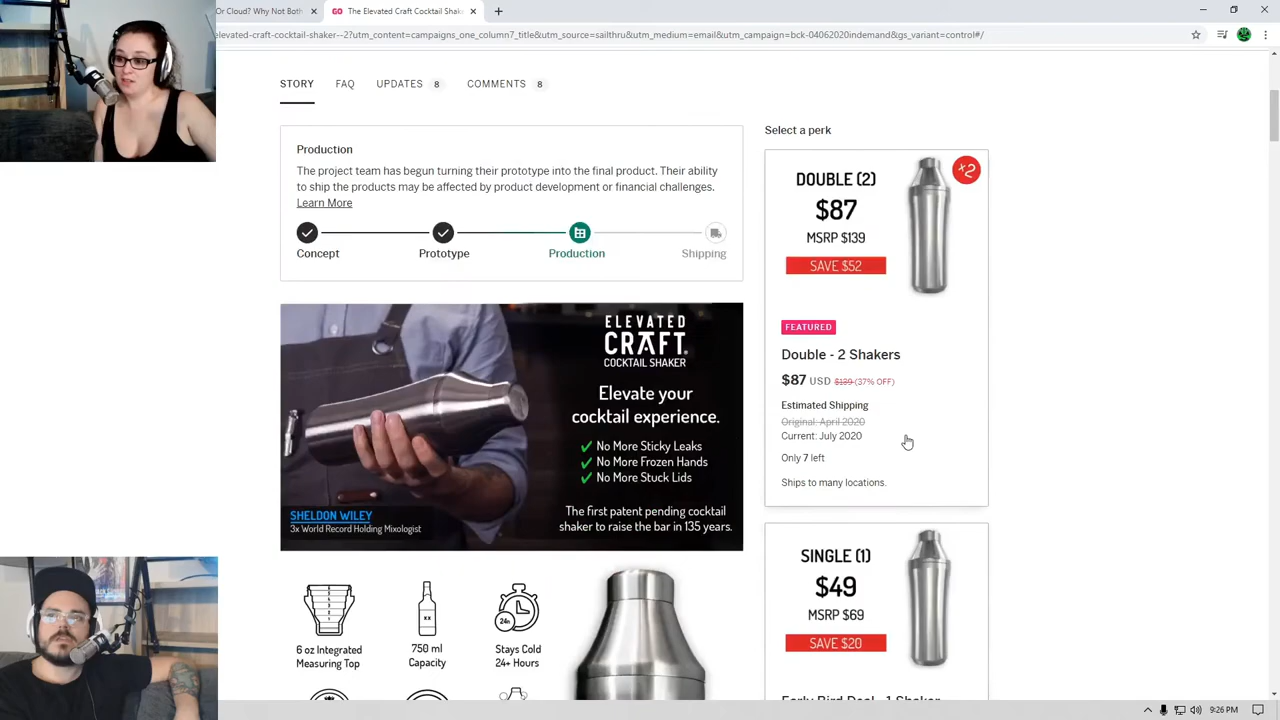 Or Cloud? Why Not Both
GO The Elevated Craft Cocktail Shak
elevated-craft-cocktail-shaker--2?utm_content=campaigns_one_column7_title&utm_source=sailthru&utm_medium=email&utm_campaign=bck-04062020indemand&gs_variant=control#/
STORY FAQ UPDATES 8 COMMENTS 8
Production
The project team has begun turning their prototype into the final product. Their ability
to ship the products may be affected by product development or financial challenges.
Learn More
Concept Prototype Production Shipping
ELEVATED
CRAFT®
COCKTAIL SHAKER
Elevate your
cocktail experience.
No More Sticky Leaks
No More Frozen Hands
No More Stuck Lids
The first patent pending cocktail
shaker to raise the bar in 135 years.
SHELDON WILEY
3x World Record Holding Mixologist
24h
XX
6 oz Integrated
Measuring Top
750 ml
Capacity
Stays Cold
24+ Hours
Select a perk
DOUBLE (2)
x2
$87
MSRP $139
SAVE $52
FEATURED
Double - 2 Shakers
$87 USD $139 (37% OFF)
Estimated Shipping
Original: April 2020
Current: July 2020
Only 7 left
Ships to many locations.
SINGLE (1)
$49
MSRP $69
SAVE $20
Early Bird Deal - 1 Shaker
9:26 PM